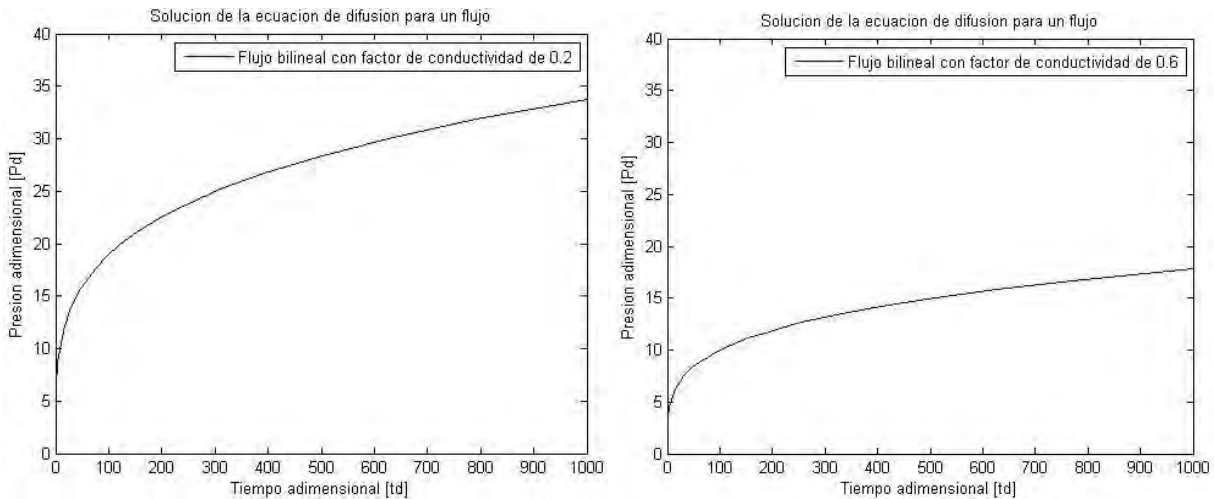 Solucion de la ecuacion de difusion para un flujo
Flujo bilineal con factor de conductividad de 0.2
Presion adimensional [Pd]
40
35
30
25
20
15
10
5
0
0 100 200 300 400 500 600 700 800 900 1000
Tiempo adimensional [td]
Solucion de la ecuacion de difusion para un flujo
Flujo bilineal con factor de conductividad de 0.6
Presion adimensional [Pd]
40
35
30
25
20
15
10
5
0
0 100 200 300 400 500 600 700 800 900 1000
Tiempo adimensional [td]